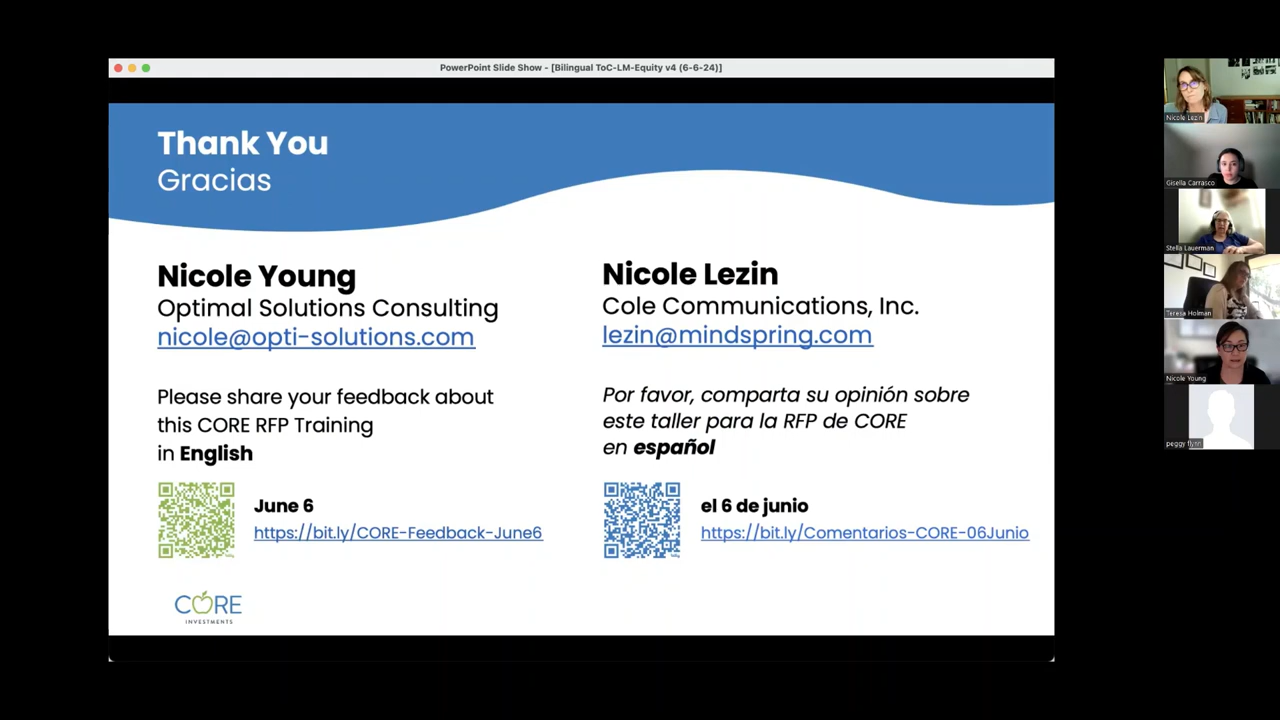 PowerPoint Slide Show - [Bilingual ToC-LM-Equity v4 (6-6-24)]
Thank You
Gracias
Nicole Young
Optimal Solutions Consulting
nicole@opti-solutions.com
Please share your feedback about
this CORE RFP Training
in English
June 6
https://bit.ly/CORE-Feedback-June6
Nicole Lezin
Cole Communications, Inc.
lezin@mindspring.com
Por favor, comparta su opinión sobre
este taller para la RFP de CORE
en español
el 6 de junio
https://bit.ly/Comentarios-CORE-06Junio
CORE
INVESTMENTS
Nicole Lezin
Gisella Carrasco
Stella Lauerman
Teresa Holman
Nicole Young
peggy flynn